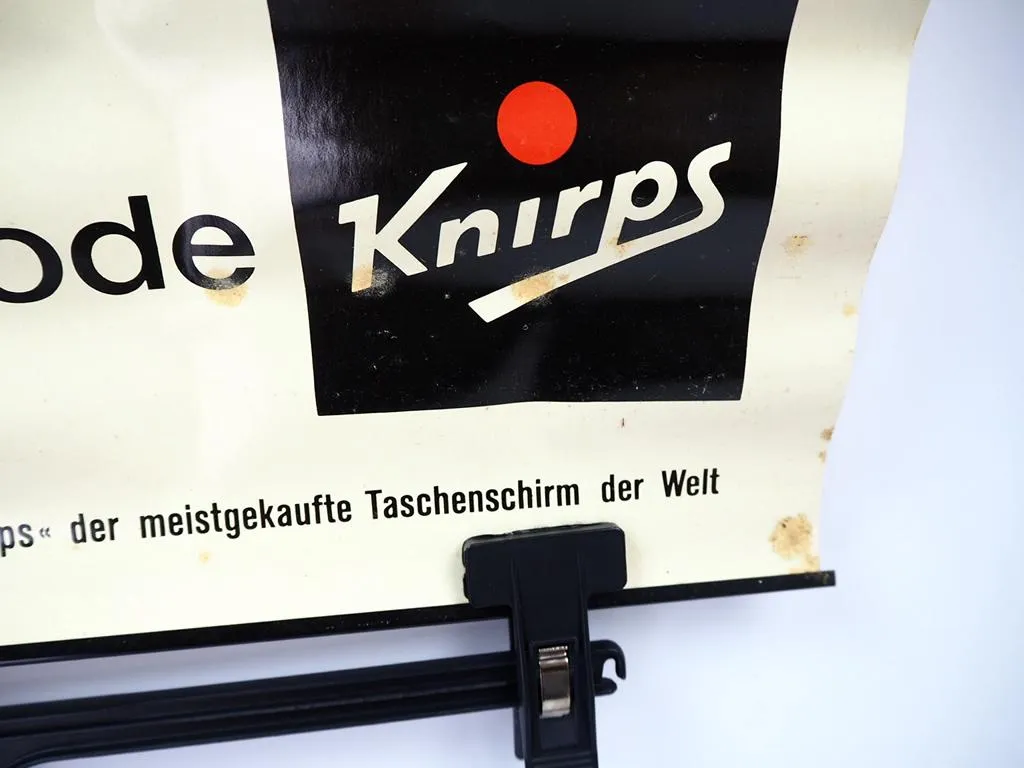 ode Knirps
ps« der meistgekaufte Taschenschirm der Welt